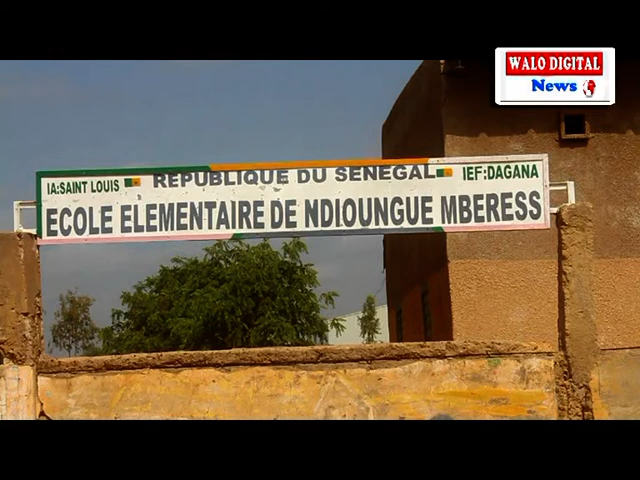 WALO DIGITAL
News
IA:SAINT LOUIS REPUBLIQUE DU SENEGAL IEF:DAGANA
ECOLE ELEMENTAIRE DE NDIOUNGUE MBERESS